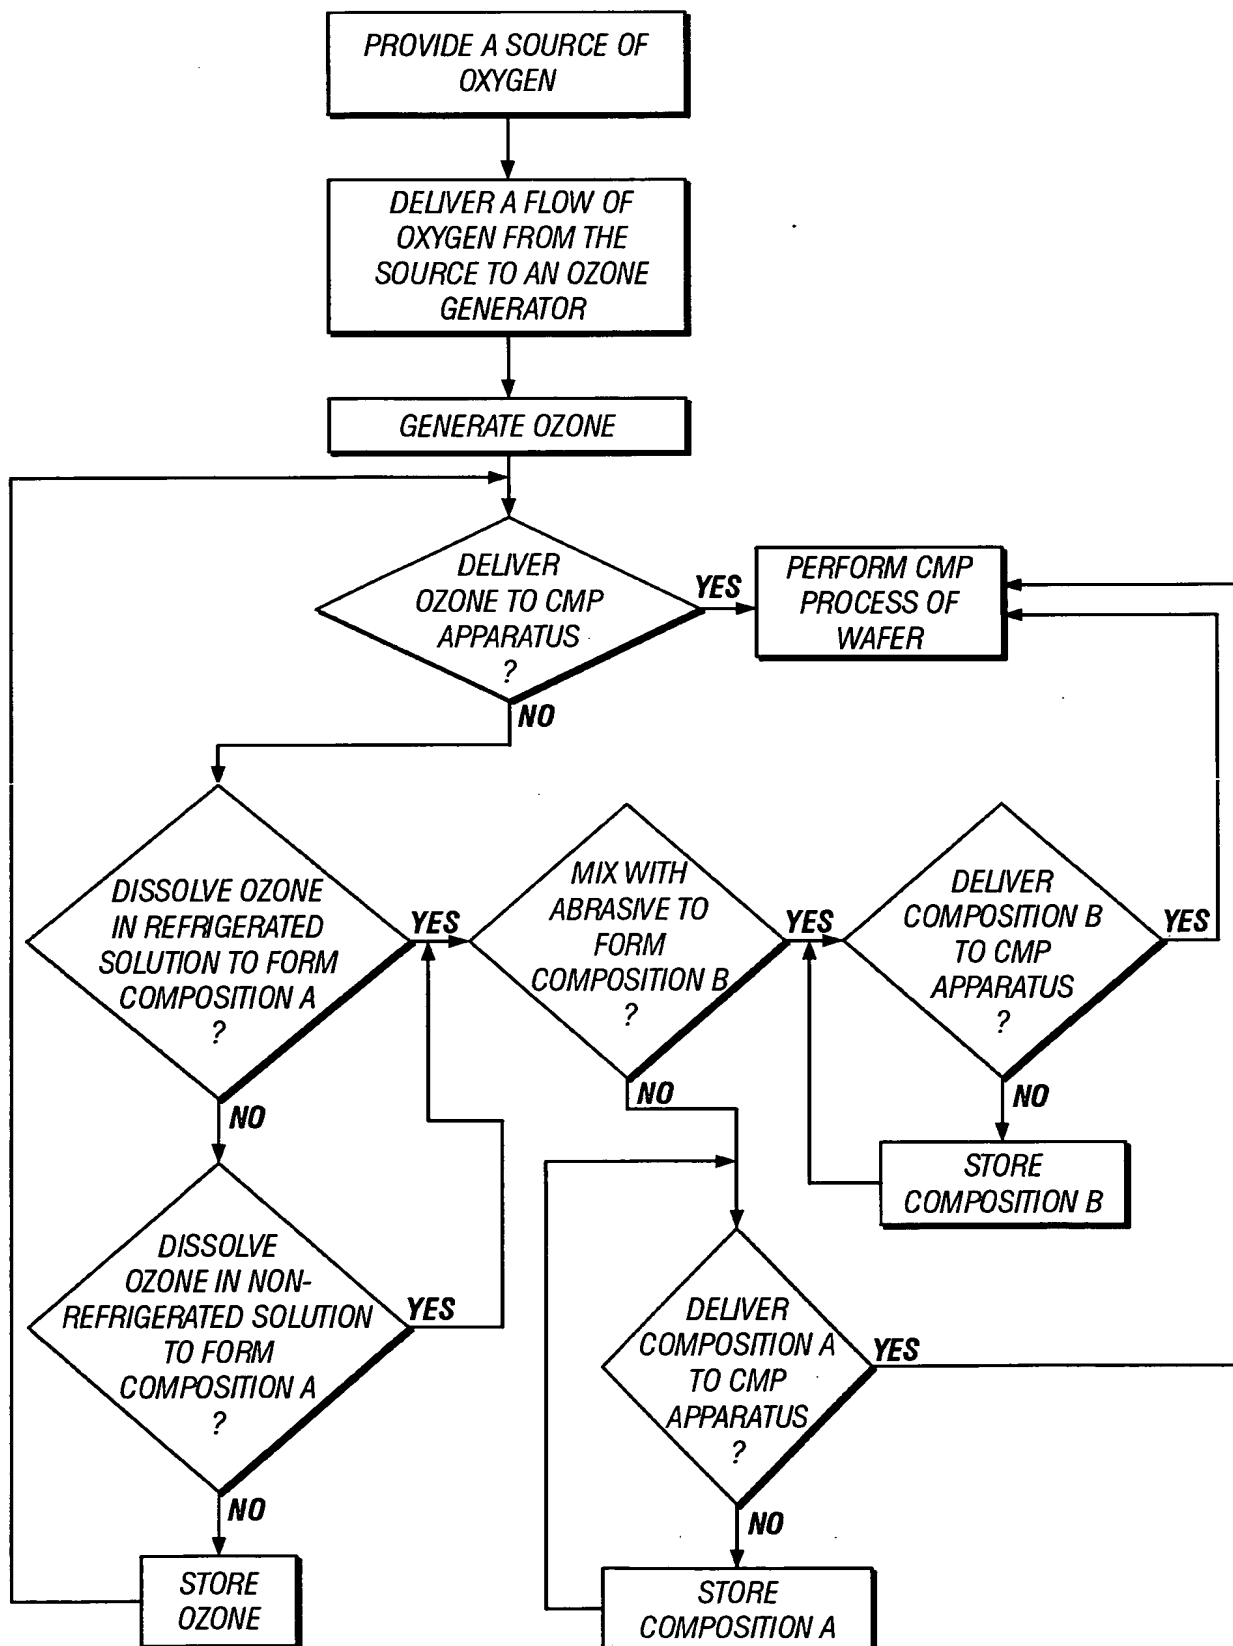 PROVIDE A SOURCE OF
OXYGEN
DELIVER A FLOW OF
OXYGEN FROM THE
SOURCE TO AN OZONE
GENERATOR
GENERATE OZONE
DELIVER
OZONE TO CMP
APPARATUS
?
YES
NO
PERFORM CMP
PROCESS OF
WAFER
DISSOLVE OZONE
IN REFRIGERATED
SOLUTION TO FORM
COMPOSITION A
?
YES
NO
MIX WITH
ABRASIVE TO
FORM
COMPOSITION B
?
YES
NO
DELIVER
COMPOSITION B
TO CMP
APPARATUS
?
YES
NO
STORE
COMPOSITION B
DISSOLVE
OZONE IN NON-
REFRIGERATED SOLUTION
TO FORM
COMPOSITION A
?
YES
NO
DELIVER
COMPOSITION A
TO CMP
APPARATUS
?
YES
NO
STORE
OZONE
STORE
COMPOSITION A